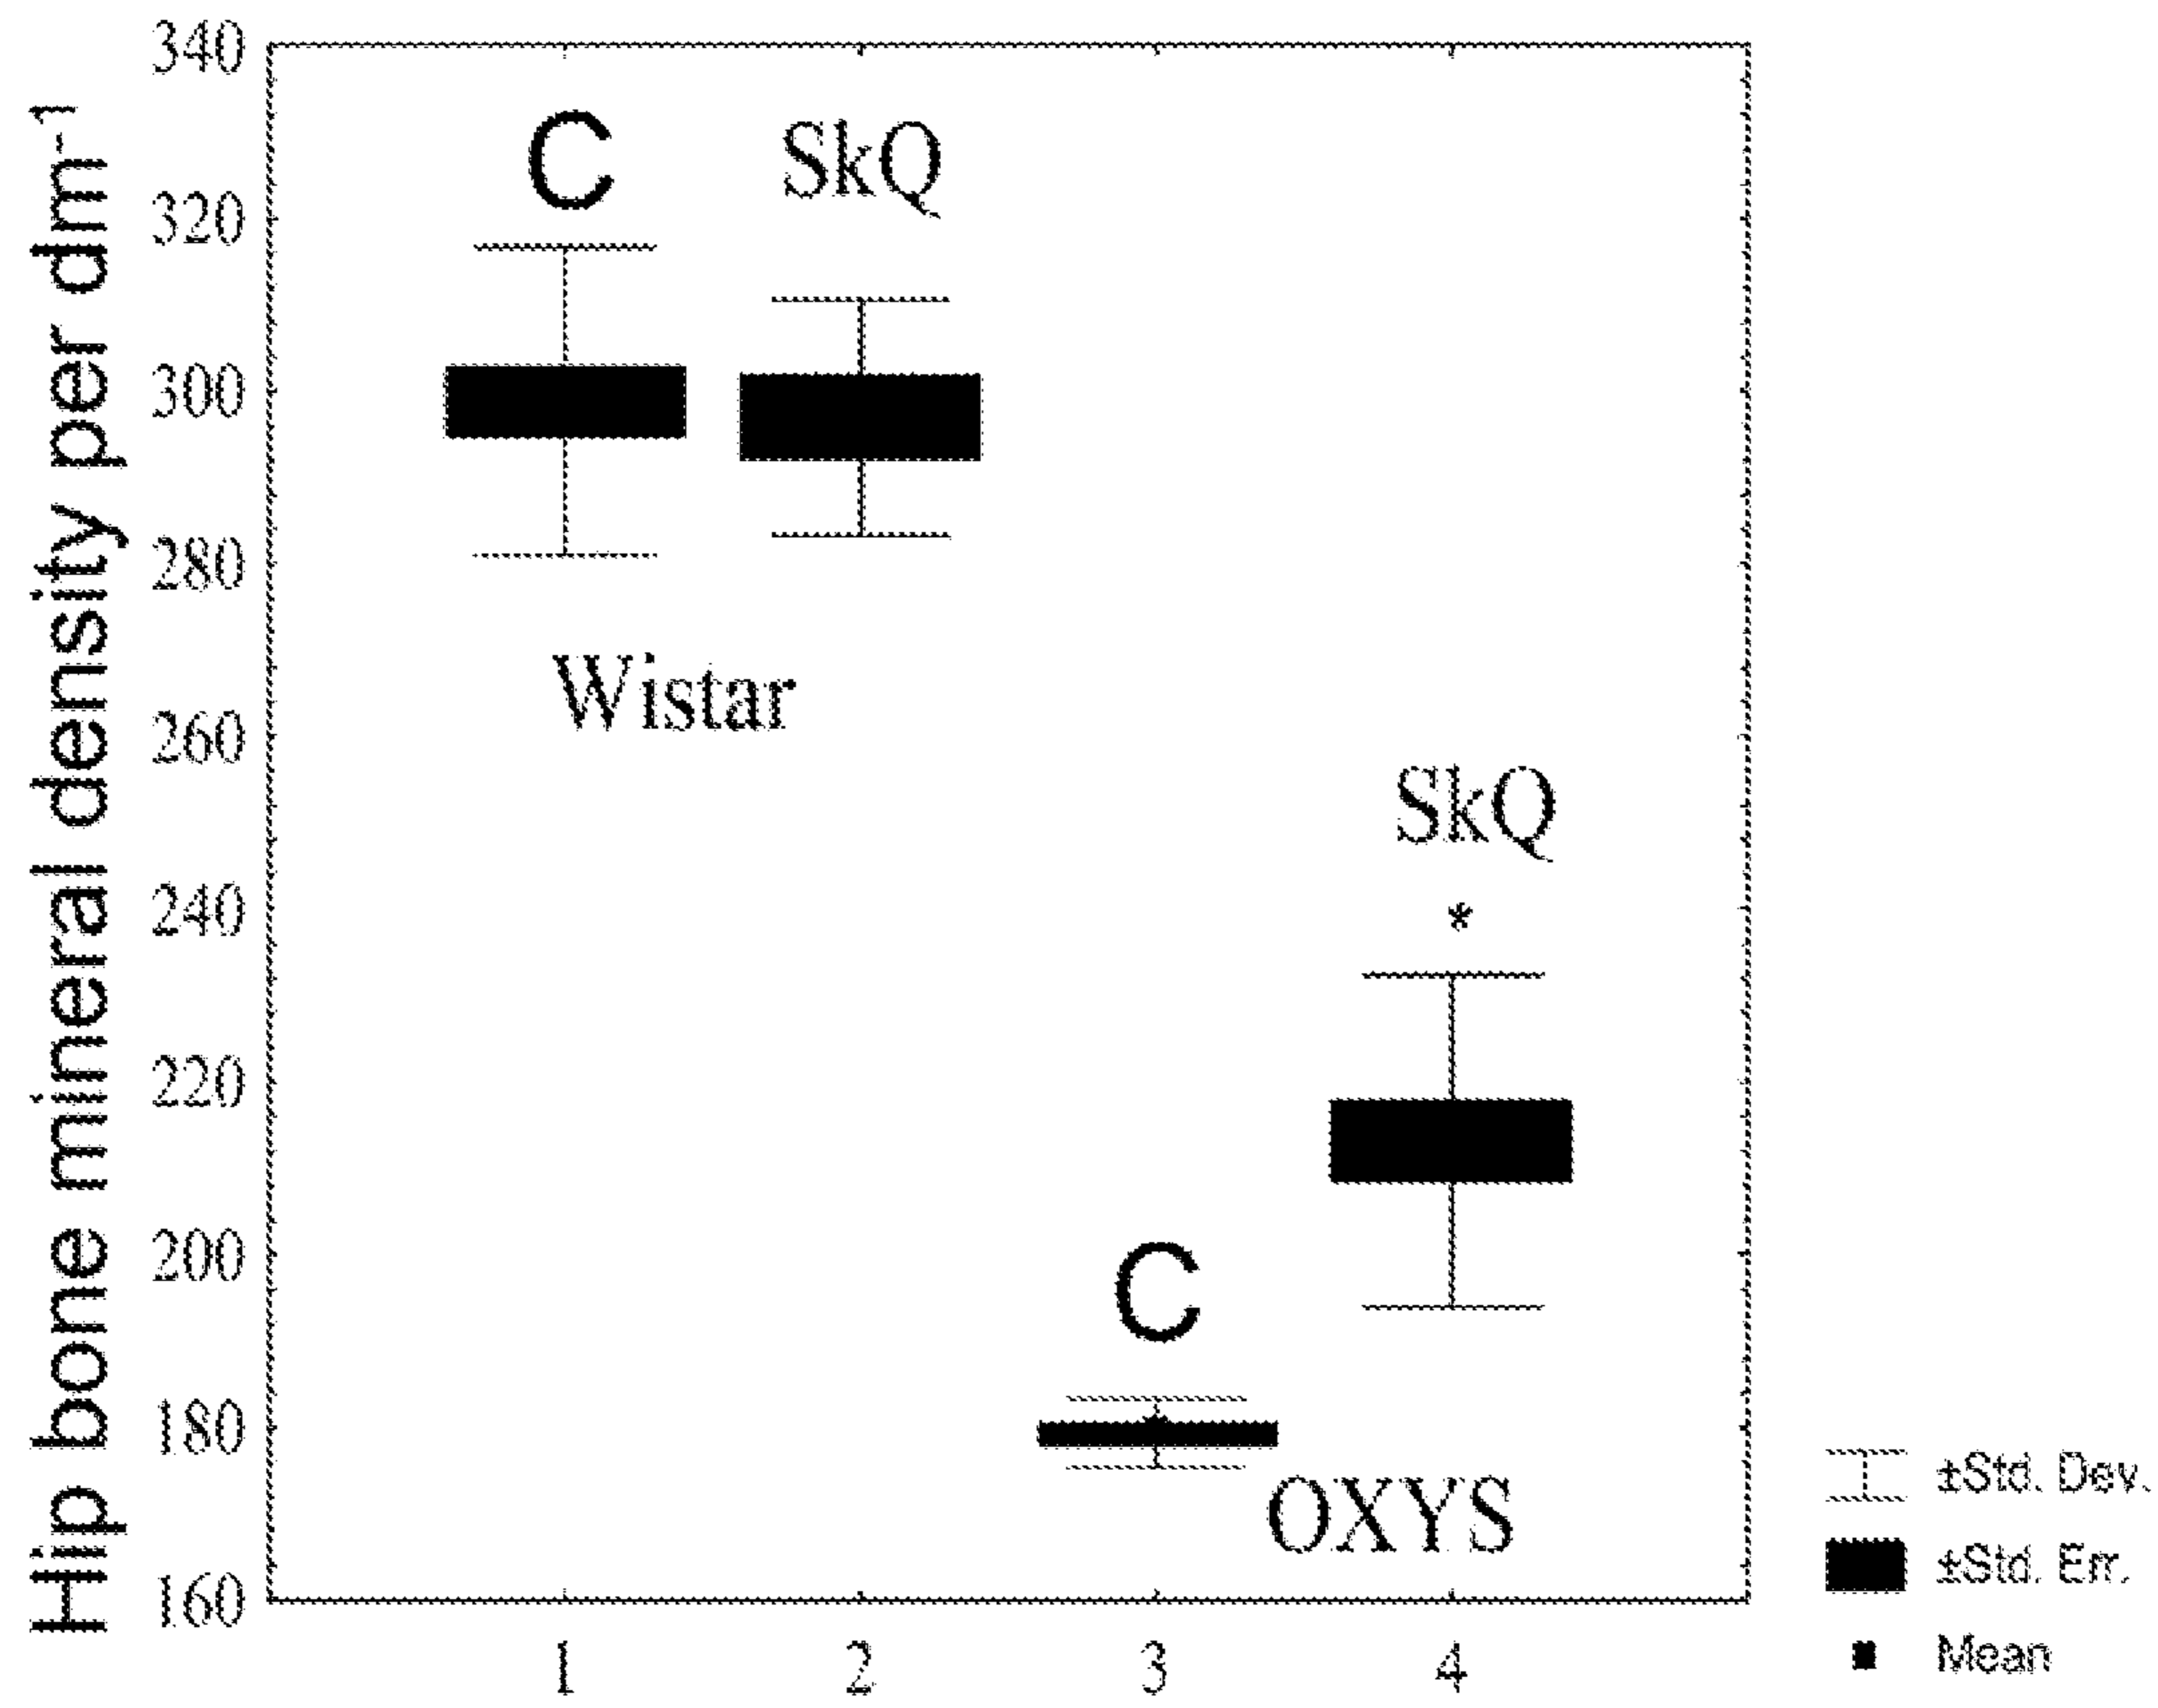 Hip bone mineral density per dm⁻¹
340
320
300
280
260
240
220
200
180
160
C
SkQ
Wistar
SkQ
*
C
OXYS
1 2 3 4
±Std. Dev.
±Std. Err.
Mean